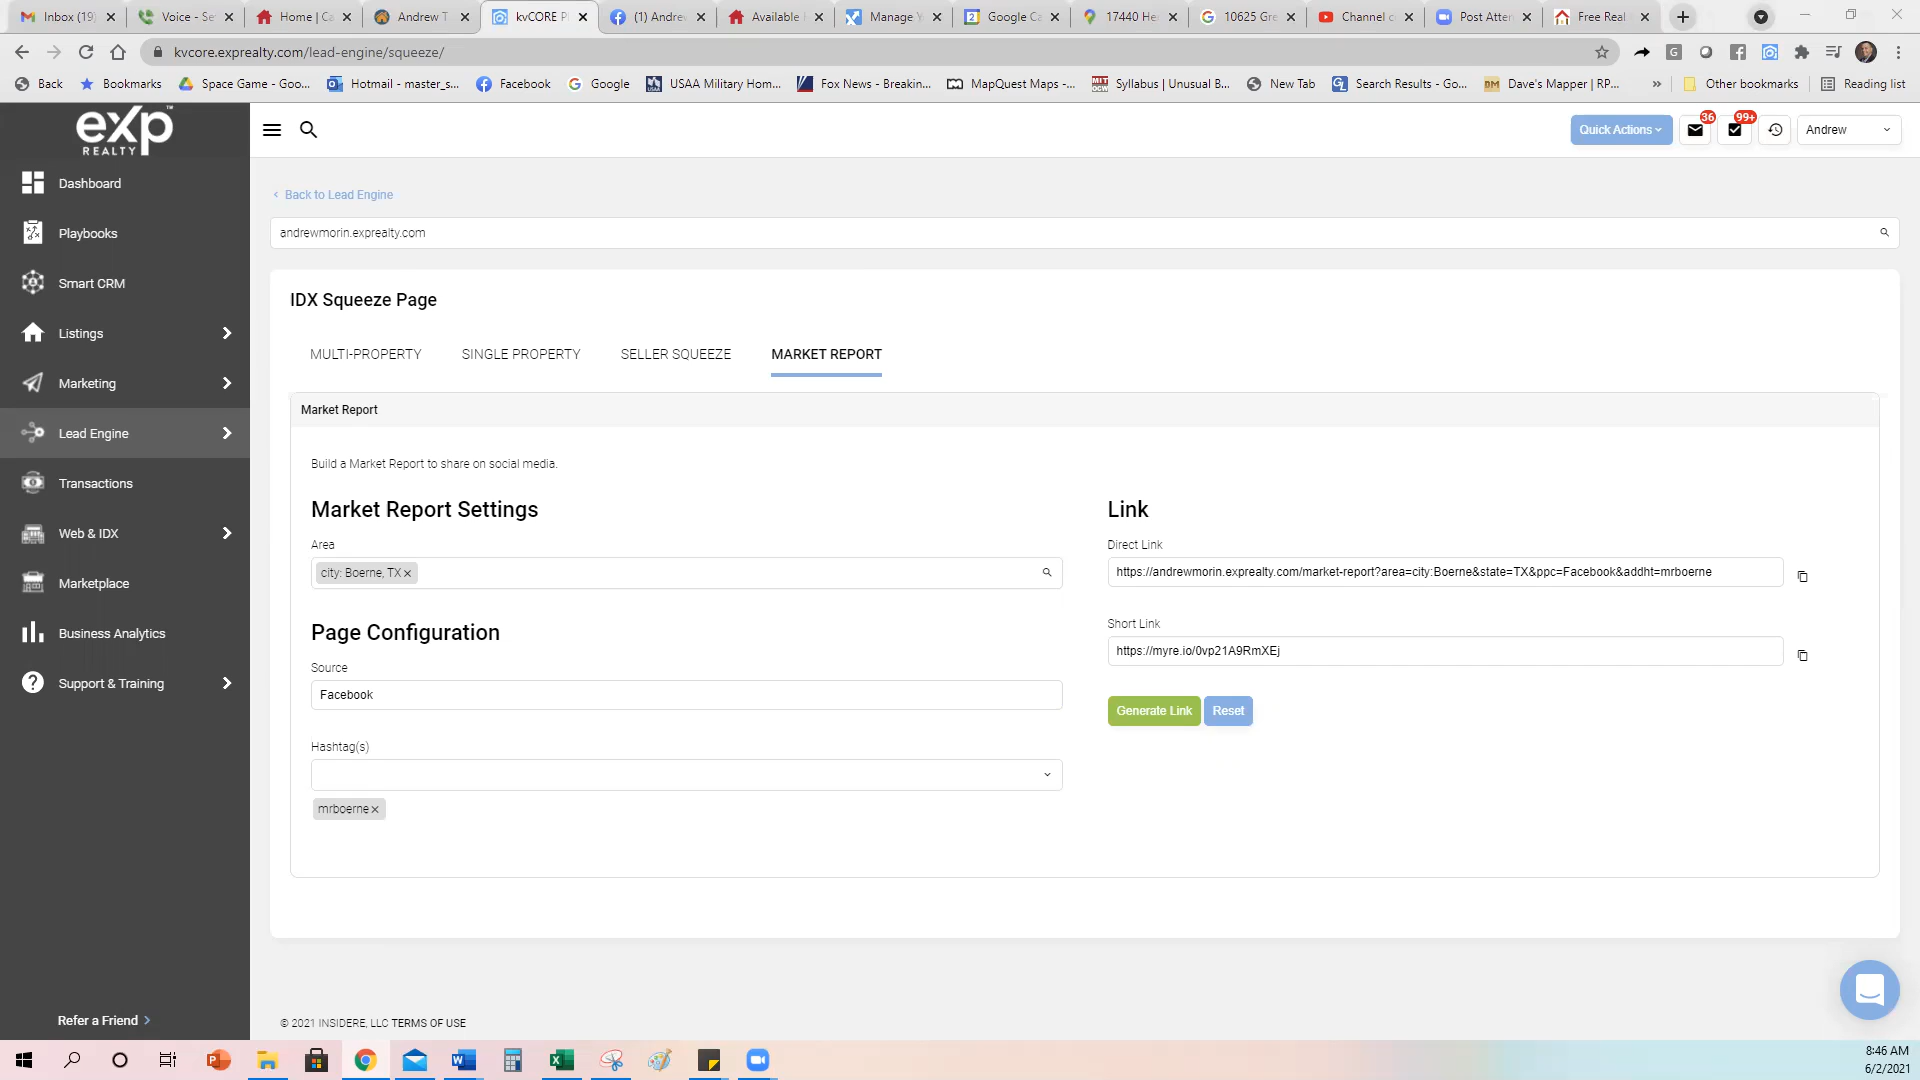 Inbox (19)
Voice - Se
Home | Ca
Andrew T
kvCORE Pl
(1) Andrew
Available
Manage Y
Google Ca
17440 He
10625 Gre
Channel c
Post Atter
Free Real
kvcore.exprealty.com/lead-engine/squeeze/
Back
Bookmarks
Space Game - Goo...
Hotmail - master_s...
Facebook
Google
USAA Military Hom...
Fox News - Breakin...
MapQuest Maps -...
Syllabus | Unusual B...
New Tab
Search Results - Go...
Dave's Mapper | RP...
»
Other bookmarks
Reading list
eXp
REALTY
Quick Actions
36
99+
Andrew
Dashboard
Playbooks
Smart CRM
Listings
Marketing
Lead Engine
Transactions
Web & IDX
Marketplace
Business Analytics
Support & Training
Refer a Friend >
< Back to Lead Engine
andrewmorin.exprealty.com
IDX Squeeze Page
MULTI-PROPERTY
SINGLE PROPERTY
SELLER SQUEEZE
MARKET REPORT
Market Report
Build a Market Report to share on social media.
Market Report Settings
Area
city: Boerne, TX ×
Page Configuration
Source
Facebook
Hashtag(s)
mrboerne ×
Link
Direct Link
https://andrewmorin.exprealty.com/market-report?area=city:Boerne&state=TX&ppc=Facebook&addht=mrboerne
Short Link
https://myre.io/0vp21A9RmXEj
Generate Link
Reset
© 2021 INSIDERE, LLC TERMS OF USE
8:46 AM
6/2/2021